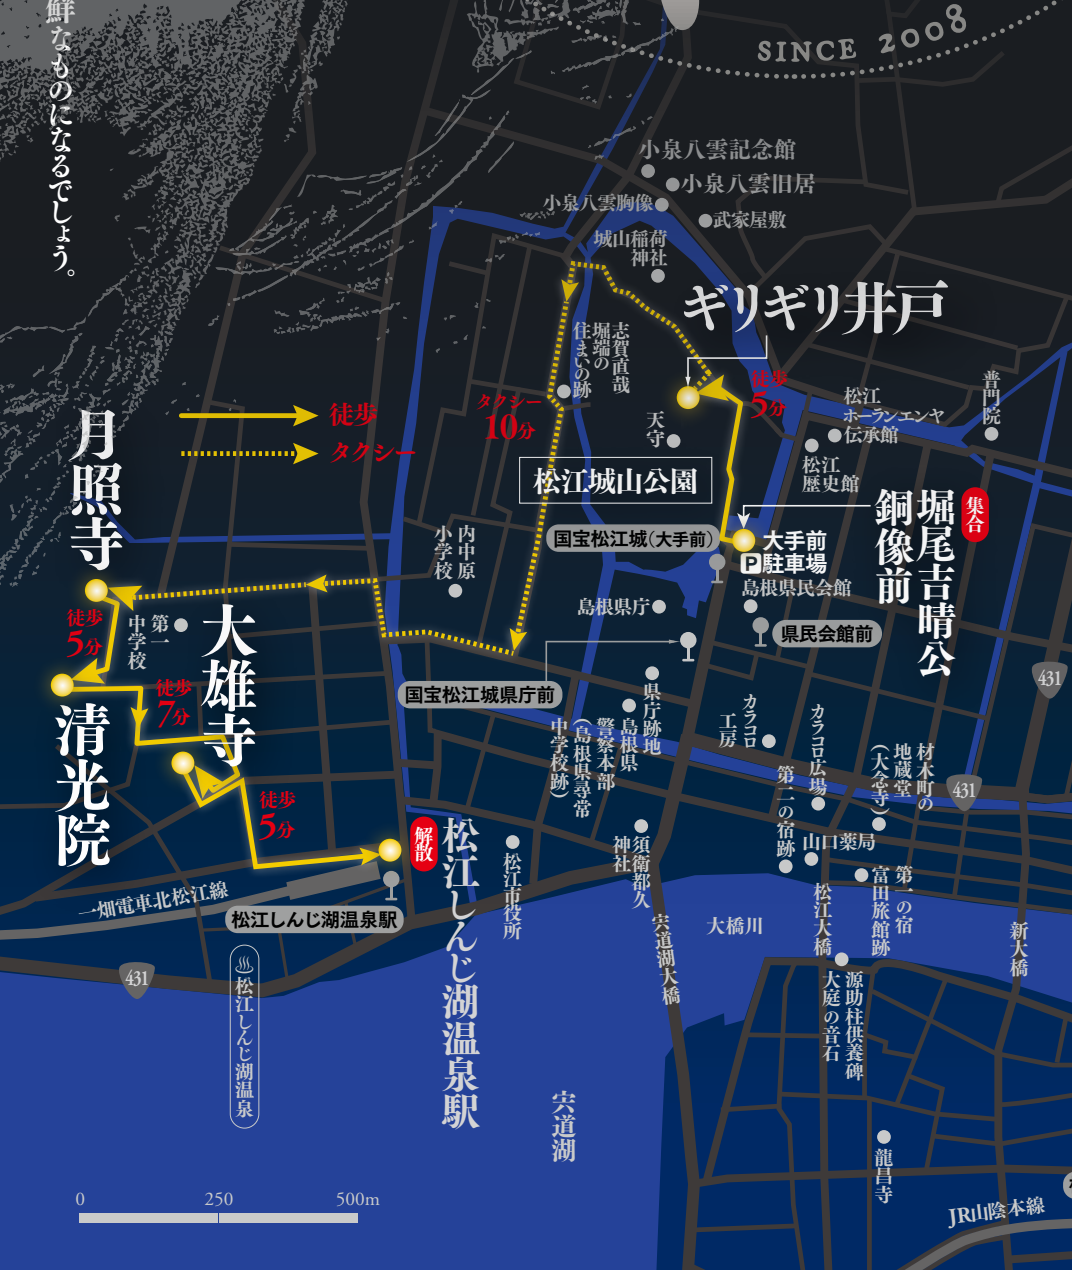 鮮なものになるでしょう。
SINCE 2008
小泉八雲記念館
小泉八雲旧居
小泉八雲胸像
武家屋敷
城山稲荷
神社
ギリギリ井戸
志賀直哉
堀端の
住まいの跡
徒歩
5分
タクシー
10分
天守
松江
ホーランエンヤ
伝承館
普門院
松江
歴史館
徒歩
タクシー
月照寺
松江城山公園
集合
堀尾吉晴公
銅像前
国宝松江城(大手前)
大手前
P駐車場
内中原
小学校
島根県民会館
島根県庁
県民会館前
徒歩
5分
第一
中学校
大雄寺
431
徒歩
7分
清光院
国宝松江城県庁前
県庁跡地
島根県
警察本部
(島根県尋常
中学校跡)
カラコロ
工房
カラコロ広場
材木町の
地蔵堂
(大念寺)
431
第二の宿跡
徒歩
5分
解散
松江しんじ湖温泉駅
松江市役所
須衛都久
神社
山口薬局
第一の宿
富田旅館跡
松江大橋
一畑電車北松江線
松江しんじ湖温泉駅
宍道湖大橋
大橋川
新大橋
431
松江しんじ湖温泉
源助柱供養碑
大庭の音石
宍道湖
龍昌寺
JR山陰本線
0 250 500m